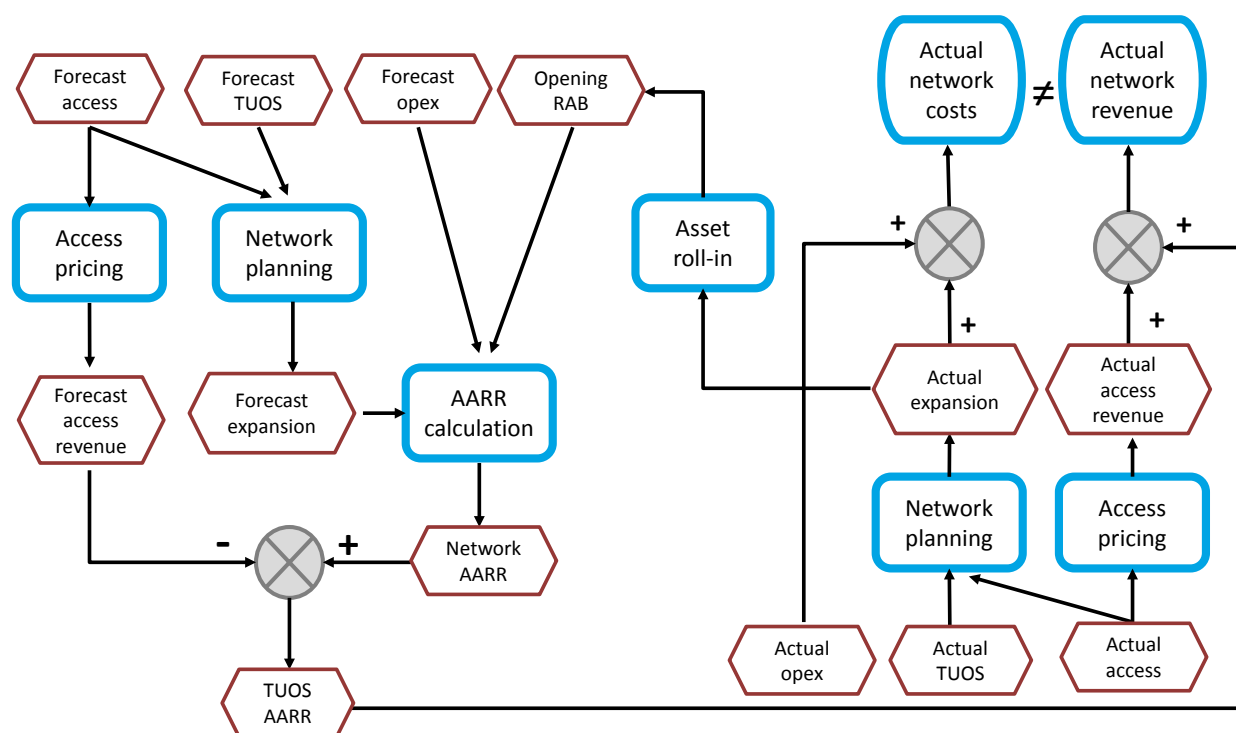 Forecast
access
Forecast
TUOS
Forecast
opex
Opening
RAB
Actual
network
costs
≠
Actual
network
revenue
Access
pricing
Network
planning
Asset
roll-in
+
+
+
+
Forecast
access
revenue
Forecast
expansion
AARR
calculation
Actual
expansion
Actual
access
revenue
Network
planning
Access
pricing
-
+
Network
AARR
TUOS
AARR
Actual
opex
Actual
TUOS
Actual
access